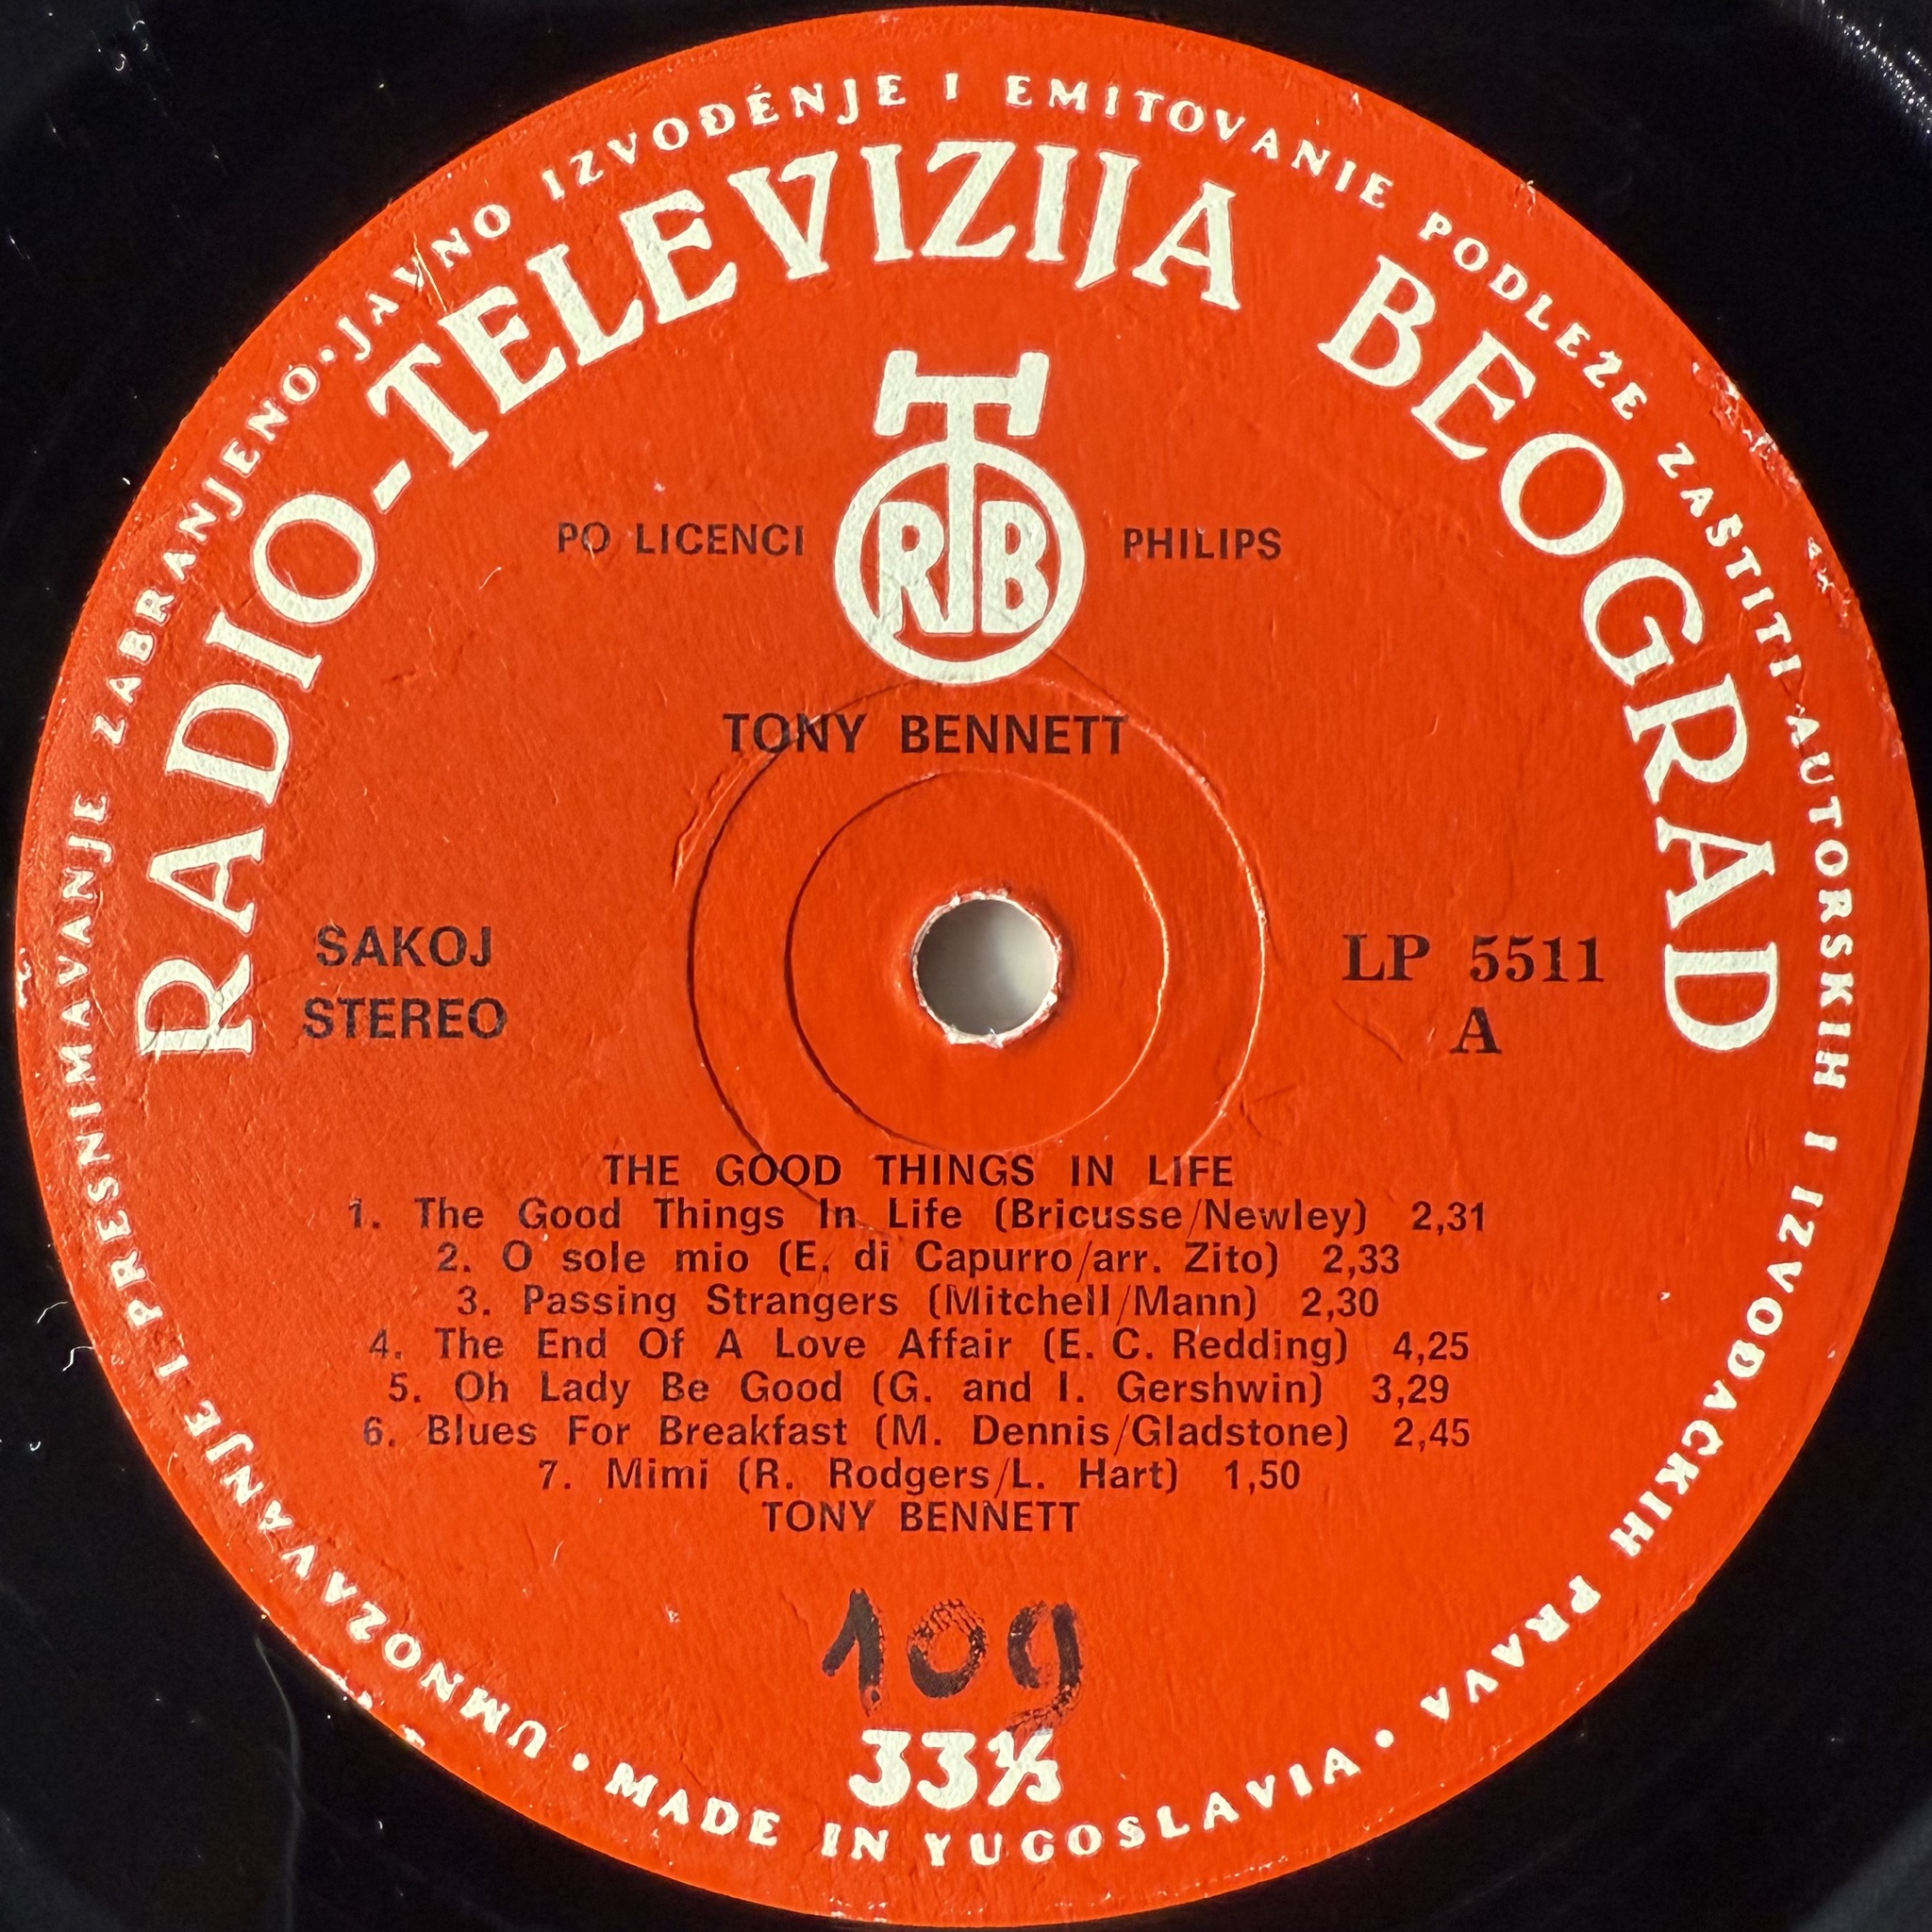 UMNOZAVANJE I PRESNIMAVANJE ZABRANJENO • JAVNO IZVOĐENJE I EMITOVANIE PODLEZE ZASTITI AUTORSKIH I IZVOĐACKIH PRAVA • MADE IN YUGOSLAVIA •
RADIO-TELEVIZIJA BEOGRAD
PO LICENCI RTB PHILIPS
TONY BENNETT
SAKOJ
STEREO
LP 5511
A
THE GOOD THINGS IN LIFE
1. The Good Things In Life (Bricusse/Newley) 2,31
2. O sole mio (E. di Capurro/arr. Zito) 2,33
3. Passing Strangers (Mitchell/Mann) 2,30
4. The End Of A Love Affair (E. C. Redding) 4,25
5. Oh Lady Be Good (G. and I. Gershwin) 3,29
6. Blues For Breakfast (M. Dennis/Gladstone) 2,45
7. Mimi (R. Rodgers/L. Hart) 1,50
TONY BENNETT
109
33⅓